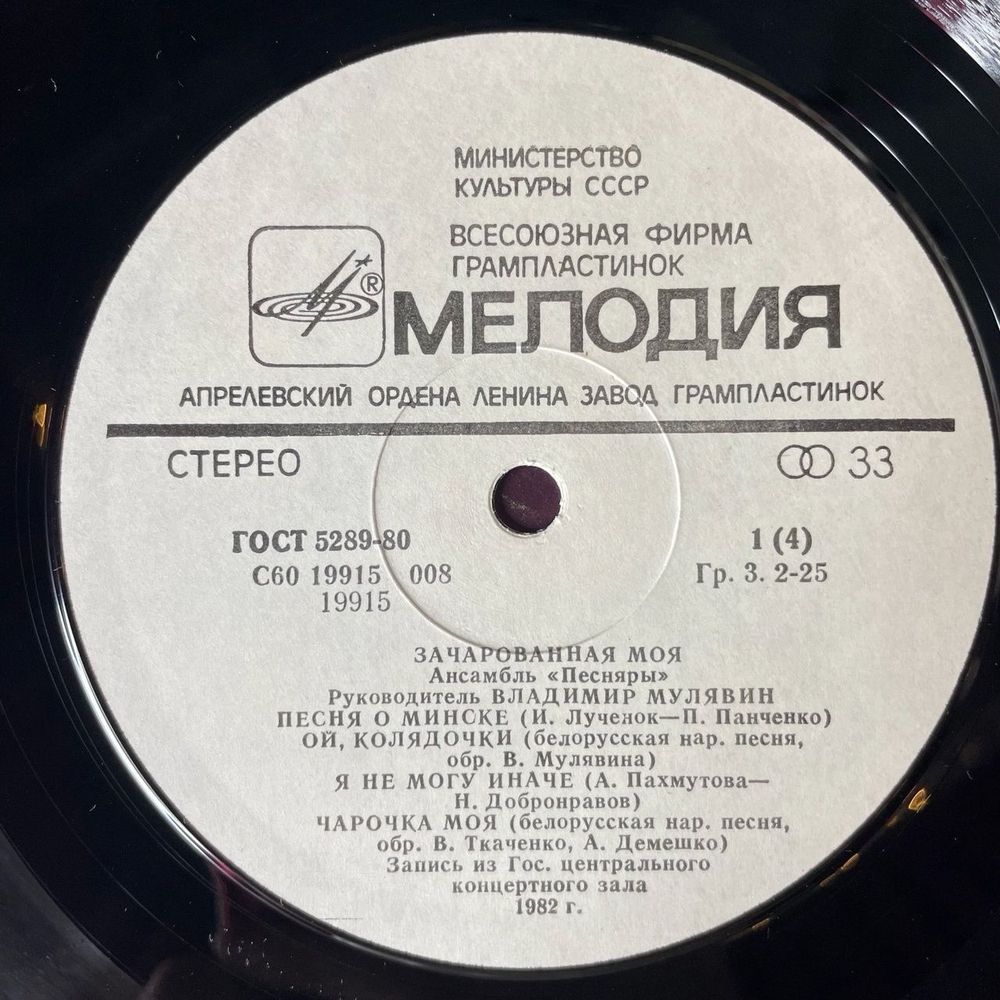 МИНИСТЕРСТВО
КУЛЬТУРЫ СССР
ВСЕСОЮЗНАЯ ФИРМА
ГРАМПЛАСТИНОК
®
МЕЛОДИЯ
АПРЕЛЕВСКИЙ ОРДЕНА ЛЕНИНА ЗАВОД ГРАМПЛАСТИНОК
СТЕРЕО 33
ГОСТ 5289-80 1 (4)
С60 19915 008 Гр. 3. 2-25
19915
ЗАЧАРОВАННАЯ МОЯ
Ансамбль «Песняры»
Руководитель ВЛАДИМИР МУЛЯВИН
ПЕСНЯ О МИНСКЕ (И. Лученок—П. Панченко)
ОЙ, КОЛЯДОЧКИ (белорусская нар. песня,
обр. В. Мулявина)
Я НЕ МОГУ ИНАЧЕ (А. Пахмутова—
Н. Добронравов)
ЧАРОЧКА МОЯ (белорусская нар. песня,
обр. В. Ткаченко, А. Демешко)
Запись из Гос. центрального
концертного зала
1982 г.